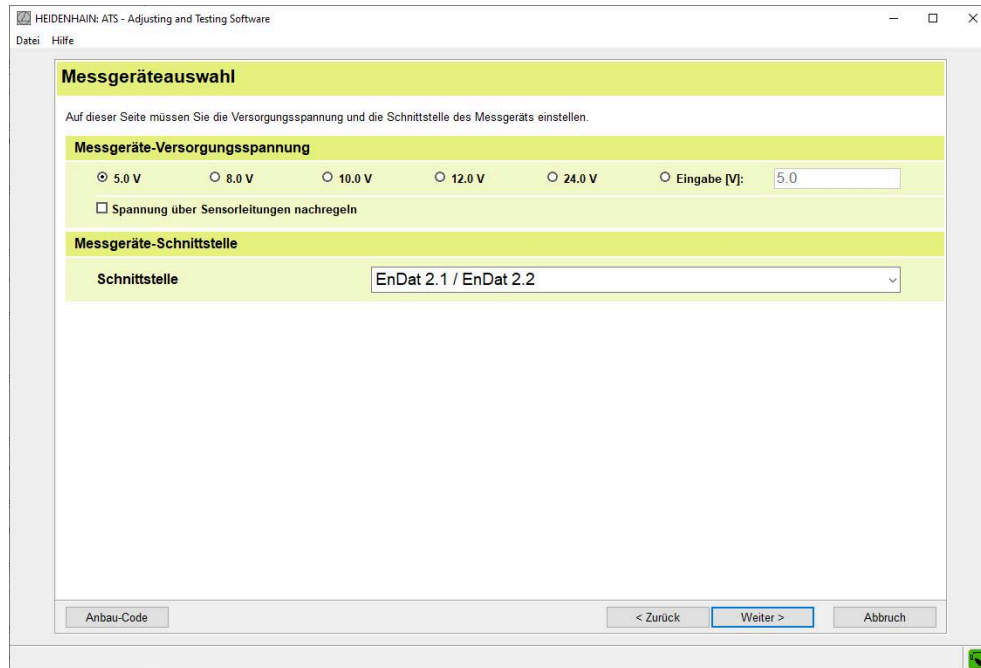 HEIDENHAIN: ATS - Adjusting and Testing Software
Datei Hilfe
Messgeräteauswahl
Auf dieser Seite müssen Sie die Versorgungsspannung und die Schnittstelle des Messgeräts einstellen.
Messgeräte-Versorgungsspannung
5.0 V 8.0 V 10.0 V 12.0 V 24.0 V Eingabe [V]: 5.0
Spannung über Sensorleitungen nachregeln
Messgeräte-Schnittstelle
Schnittstelle EnDat 2.1 / EnDat 2.2
Anbau-Code < Zurück Weiter > Abbruch